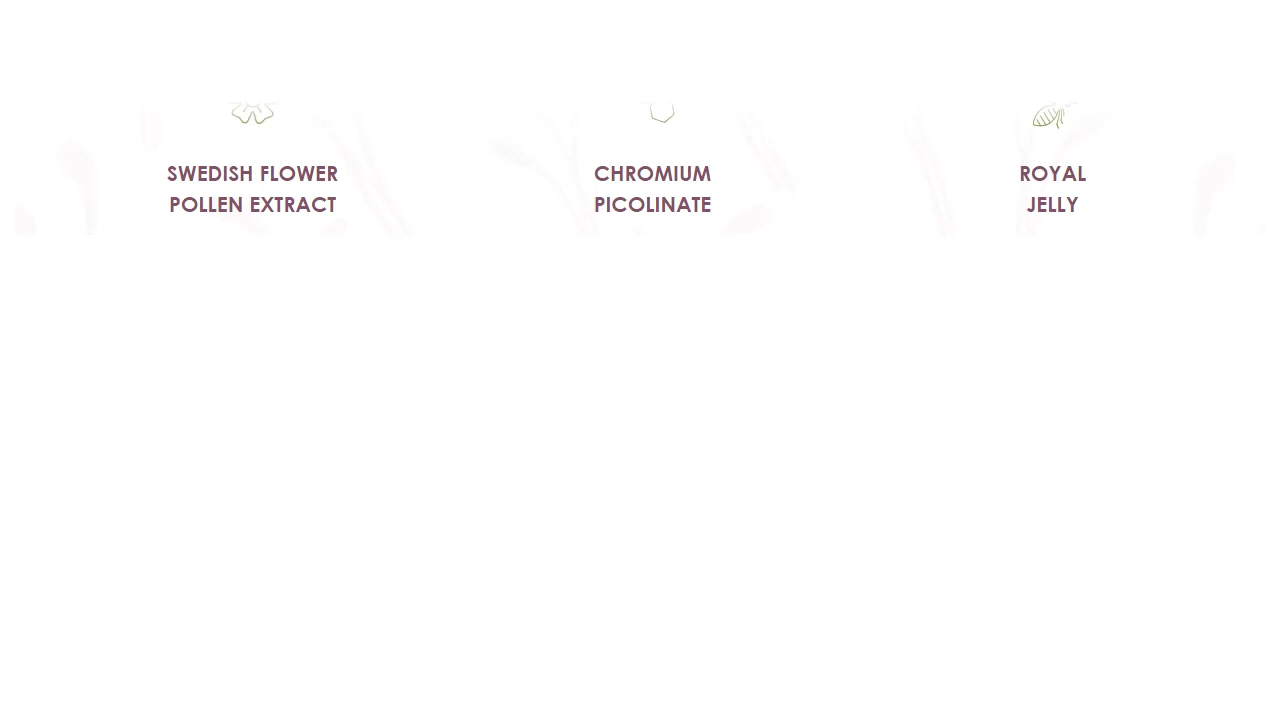 SWEDISH FLOWER
POLLEN EXTRACT
CHROMIUM
PICOLINATE
ROYAL
JELLY